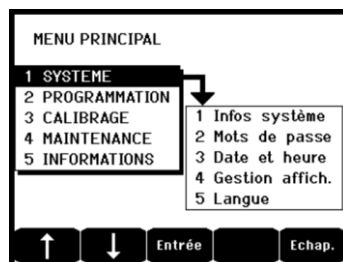 MENU PRINCIPAL
1 SYSTEME
2 PROGRAMMATION
3 CALIBRAGE
4 MAINTENANCE
5 INFORMATIONS
1 Infos système
2 Mots de passe
3 Date et heure
4 Gestion affich.
5 Langue
↑ ↓ Entrée Echap.